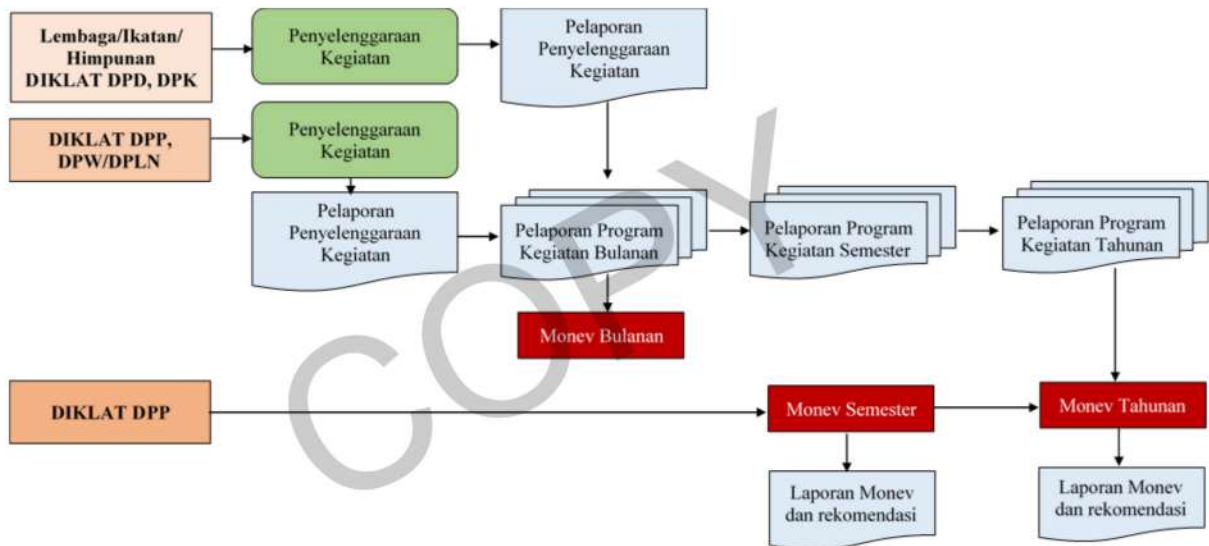 Lembaga/Ikatan/
Himpunan
DIKLAT DPD, DPK
Penyelenggaraan
Kegiatan
Pelaporan
Penyelenggaraan
Kegiatan
DIKLAT DPP,
DPW/DPLN
Penyelenggaraan
Kegiatan
Pelaporan
Penyelenggaraan
Kegiatan
Pelaporan Program
Kegiatan Bulanan
Pelaporan Program
Kegiatan Semester
Pelaporan Program
Kegiatan Tahunan
Monev Bulanan
DIKLAT DPP
Monev Semester
Monev Tahunan
Laporan Monev
dan rekomendasi
Laporan Monev
dan rekomendasi
COPY